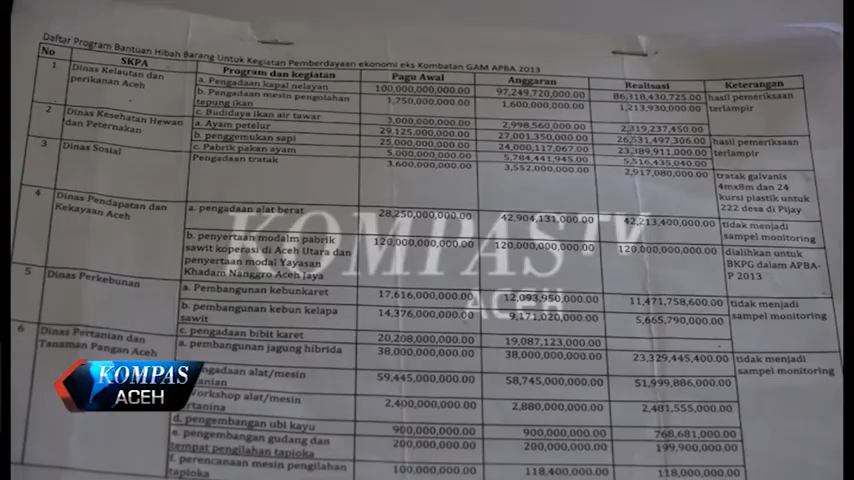 Daftar Program Bantuan Hibah Barang Untuk Kegiatan Pemberdayaan ekonomi eks Kombatan GAM APBA 2013
No SKPA Program dan kegiatan Pagu Awal Anggaran Realisasi Keterangan
1 Dinas Kelautan dan perikanan Aceh
a. Pengadaan kapal nelayan 100,000,000,000.00 97,249,720,000.00 86,318,430,725.00 hasil pemeriksaan terlampir
b. Pengadaan mesin pengolahan tepung ikan 1,750,000,000.00 1,600,000,000.00 1,213,930,000.00
c. Budidaya ikan air tawar 3,000,000,000.00 2,998,560,000.00 2,319,237,450.00
2 Dinas Kesehatan Hewan dan Peternakan
a. Ayam petelur 29,125,000,000.00 27,001,350,000.00 26,531,497,306.00 hasil pemeriksaan terlampir
b. penggemukan sapi 25,000,000,000.00 24,000,117,067.00 23,389,911,000.00
c. Pabrik pakan ayam 5,000,000,000.00 5,784,441,945.00 5,516,435,040.00
3 Dinas Sosial
Pengadaan tratak 3,600,000,000.00 3,552,000,000.00 2,917,080,000.00 tratak galvanis
4mx8m dan 24
kursi plastik untuk
222 desa di Pijay
4 Dinas Pendapatan dan Kekayaan Aceh
a. pengadaan alat berat 28,250,000,000.00 42,904,131,000.00 42,213,400,000.00 tidak menjadi
sampel monitoring
b. penyertaan modalm pabrik
sawit koperasi di Aceh Utara dan
penyertaan modal Yayasan
Khadam Nanggro Aceh Jaya
120,000,000,000.00 120,000,000,000.00 120,000,000,000.00 dialihkan untuk
BKPG dalam APBA-
P 2013
5 Dinas Perkebunan
a. Pembangunan kebunkaret 17,616,000,000.00 12,093,950,000.00 11,471,758,600.00 tidak menjadi
sampel monitoring
b. pembangunan kebun kelapa
sawit 14,376,000,000.00 9,171,020,000.00 5,665,790,000.00
c. pengadaan bibit karet 20,208,000,000.00 19,087,123,000.00
6 Dinas Pertanian dan Tanaman Pangan Aceh
a. pembangunan jagung hibrida 38,000,000,000.00 38,000,000,000.00 23,329,445,400.00 tidak menjadi
sampel monitoring
ngadaan alat/mesin
anian 59,445,000,000.00 58,745,000,000.00 51,999,886,000.00
orkshop alat/mesin
ertanina 2,400,000,000.00 2,880,000,000.00 2,481,555,000.00
d. pengembangan ubi kayu 900,000,000.00 900,000,000.00 768,681,000.00
e. pengembangan gudang dan
tempat pengilahan tapioka 200,000,000.00 200,000,000.00 199,900,000.00
f. perencanaan mesin pengilahan
tapioka 100,000,000.00 118,400,000.00 118,000,000.00
KOMPAS TV
ACEH
KOMPAS
ACEH